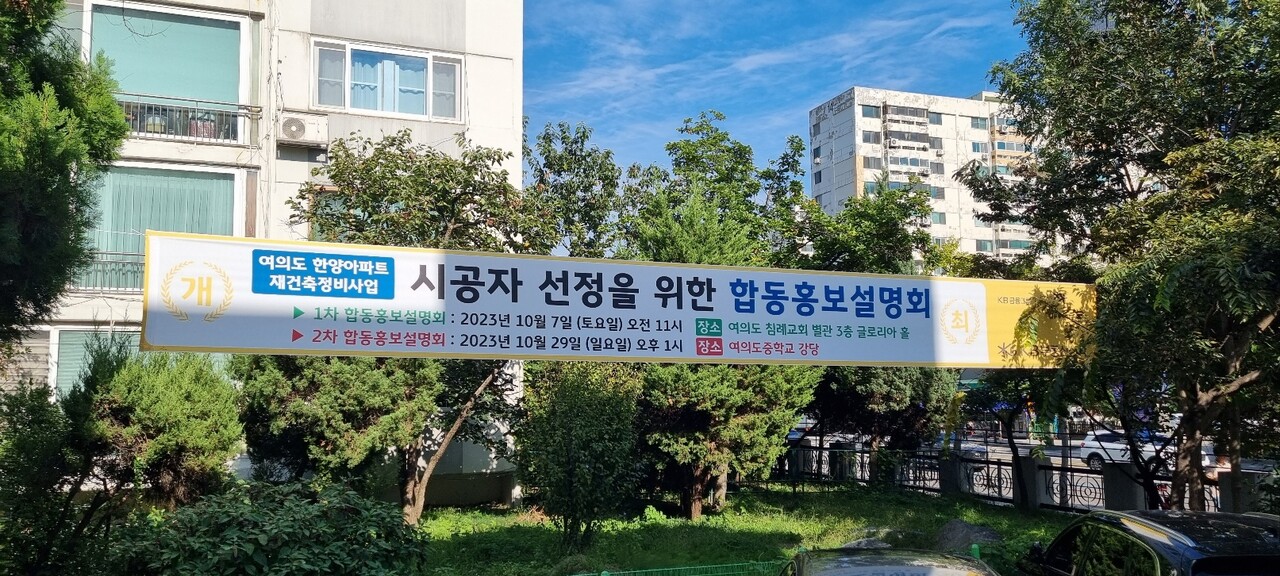 개
여의도 한양아파트
재건축정비사업
시공자 선정을 위한 합동홍보설명회
▶ 1차 합동홍보설명회 : 2023년 10월 7일 (토요일) 오전 11시 장소 여의도 침례교회 별관 3층 글로리아 홀
▶ 2차 합동홍보설명회 : 2023년 10월 29일 (일요일) 오후 1시 장소 여의도중학교 강당
최
KB 금융